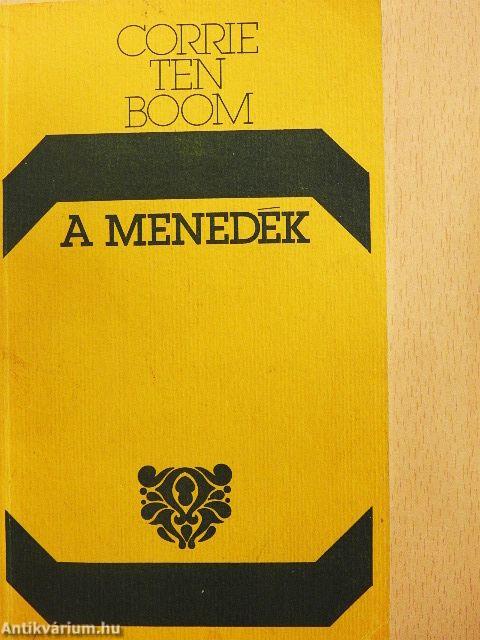 CORRIE
TEN
BOOM
A MENEDÉK
Antikvárium.hu